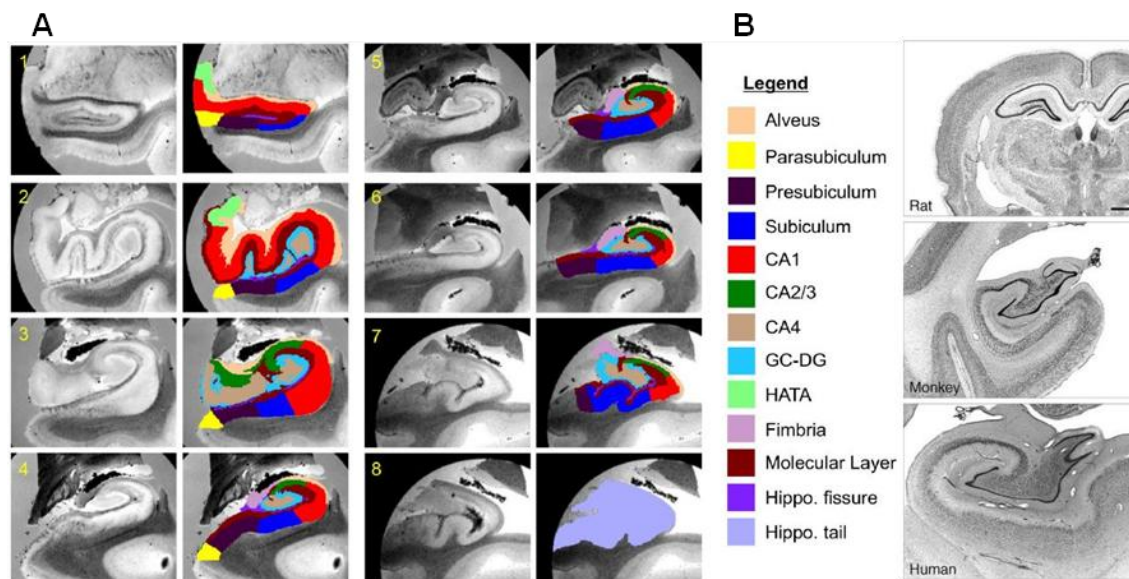 A
B
1
5
2
6
3
7
4
8
Legend
Alveus
Parasubiculum
Presubiculum
Subiculum
CA1
CA2/3
CA4
GC-DG
HATA
Fimbria
Molecular Layer
Hippo. fissure
Hippo. tail
Rat
Monkey
Human